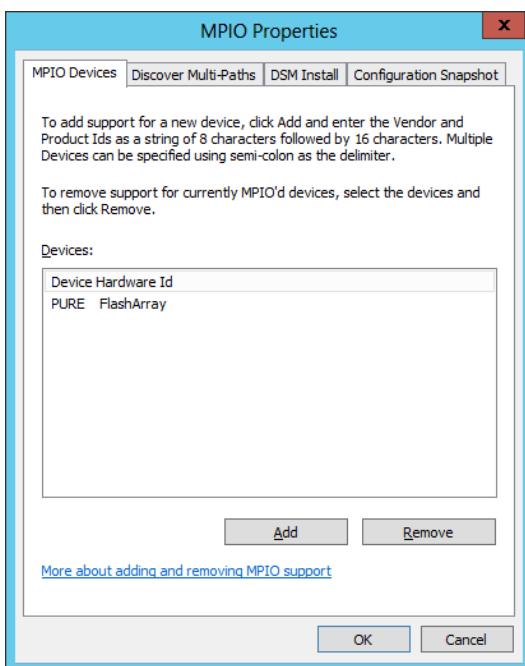 MPIO Properties
x
MPIO Devices Discover Multi-Paths DSM Install Configuration Snapshot
To add support for a new device, click Add and enter the Vendor and
Product Ids as a string of 8 characters followed by 16 characters. Multiple
Devices can be specified using semi-colon as the delimiter.
To remove support for currently MPIO'd devices, select the devices and
then click Remove.
Devices:
Device Hardware Id
PURE    FlashArray
Add Remove
More about adding and removing MPIO support
OK Cancel